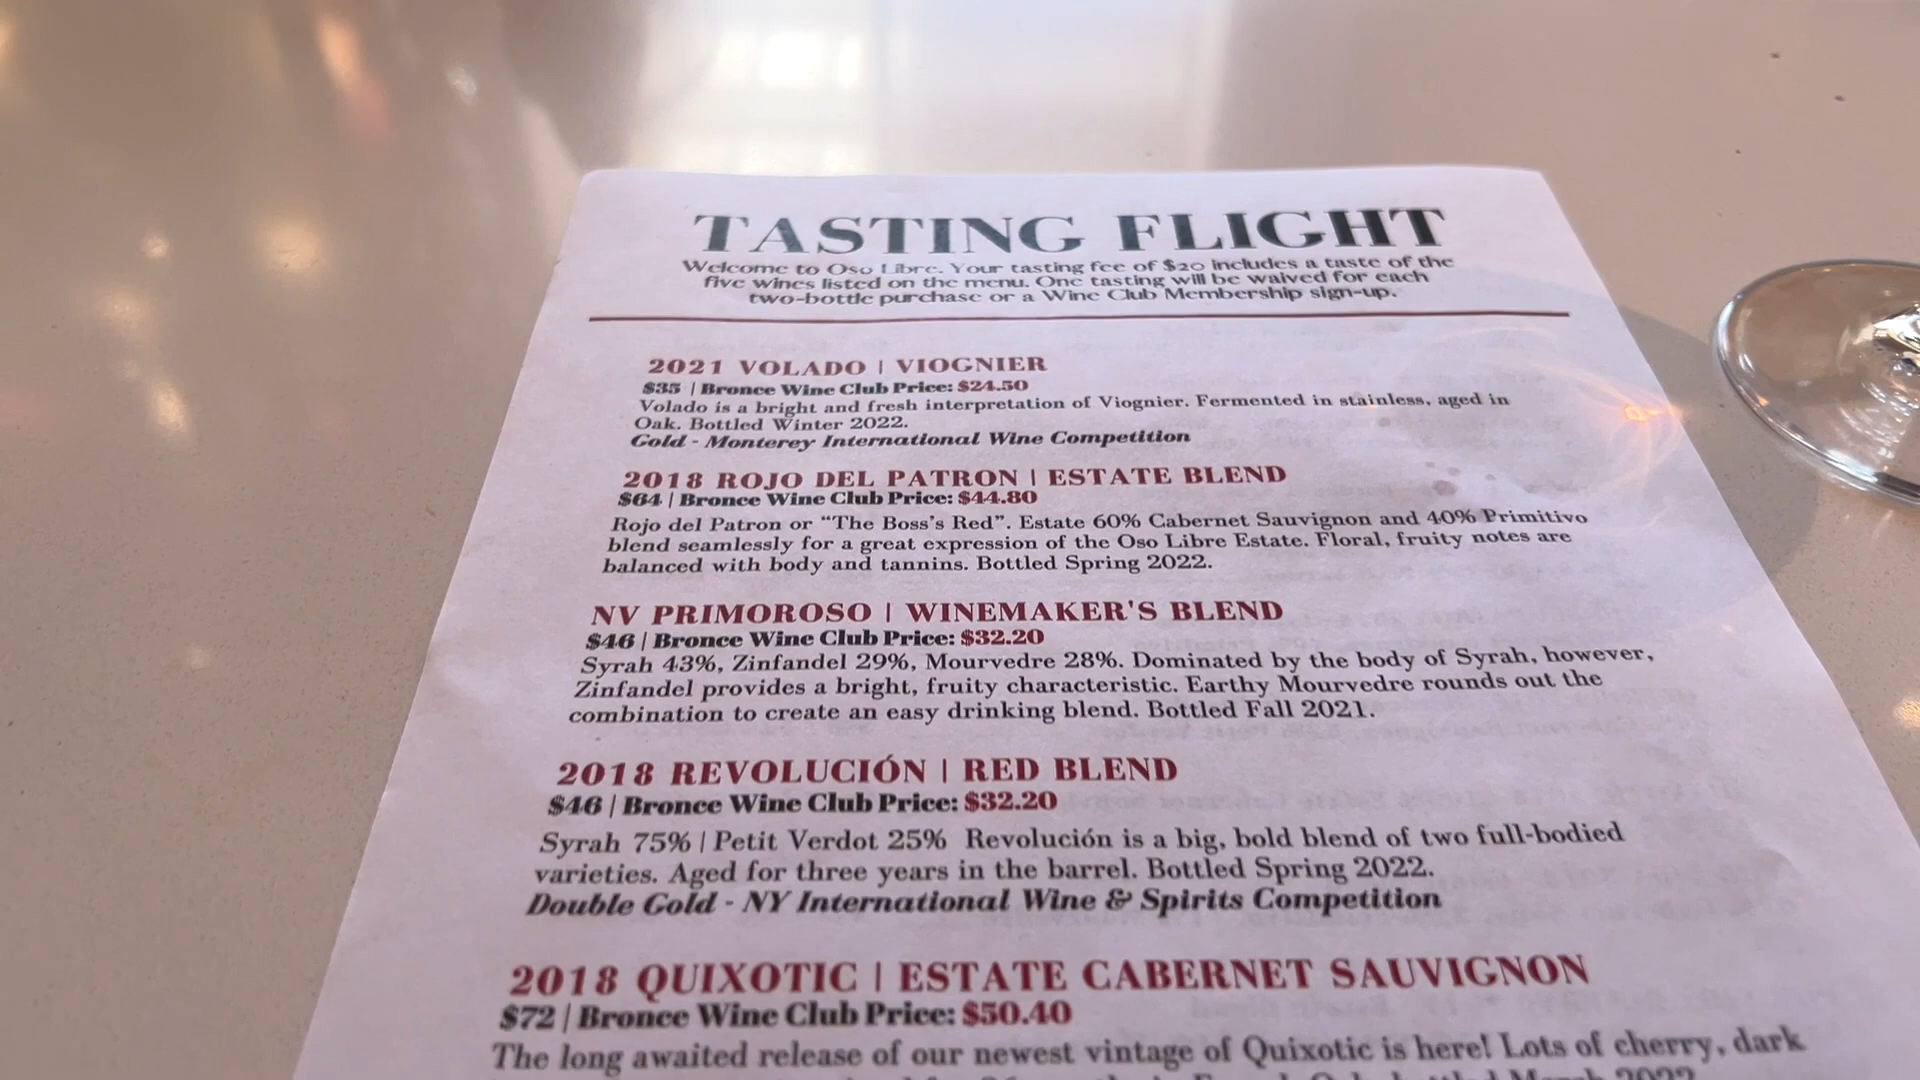 TASTING FLIGHT
Welcome to Oso Libre. Your tasting fee of $20 includes a taste of the
five wines listed on the menu. One tasting will be waived for each
two-bottle purchase or a Wine Club Membership sign-up.
2021 VOLADO | VIOGNIER
$35 | Bronce Wine Club Price: $24.50
Volado is a bright and fresh interpretation of Viognier. Fermented in stainless, aged in
Oak. Bottled Winter 2022.
Gold - Monterey International Wine Competition
2018 ROJO DEL PATRON | ESTATE BLEND
$64 | Bronce Wine Club Price: $44.80
Rojo del Patron or “The Boss’s Red”. Estate 60% Cabernet Sauvignon and 40% Primitivo
blend seamlessly for a great expression of the Oso Libre Estate. Floral, fruity notes are
balanced with body and tannins. Bottled Spring 2022.
NV PRIMOROSO | WINEMAKER'S BLEND
$46 | Bronce Wine Club Price: $32.20
Syrah 43%, Zinfandel 29%, Mourvedre 28%. Dominated by the body of Syrah, however,
Zinfandel provides a bright, fruity characteristic. Earthy Mourvedre rounds out the
combination to create an easy drinking blend. Bottled Fall 2021.
2018 REVOLUCIÓN | RED BLEND
$46 | Bronce Wine Club Price: $32.20
Syrah 75% | Petit Verdot 25% Revolución is a big, bold blend of two full-bodied
varieties. Aged for three years in the barrel. Bottled Spring 2022.
Double Gold - NY International Wine & Spirits Competition
2018 QUIXOTIC | ESTATE CABERNET SAUVIGNON
$72 | Bronce Wine Club Price: $50.40
The long awaited release of our newest vintage of Quixotic is here! Lots of cherry, dark